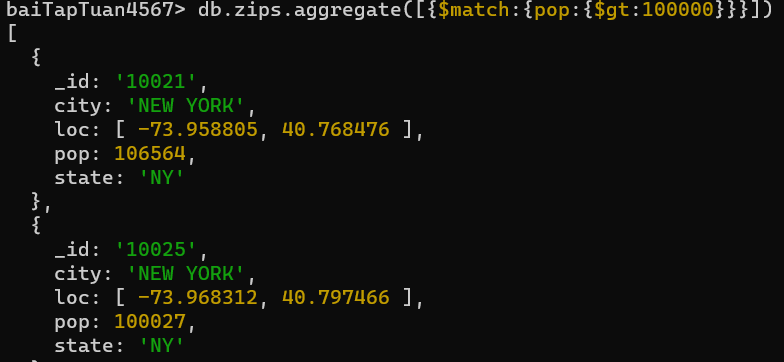 baiTapTuan4567> db.zips.aggregate([{$match:{pop:{$gt:100000}}}])
[
  {
    _id: '10021',
    city: 'NEW YORK',
    loc: [ -73.958805, 40.768476 ],
    pop: 106564,
    state: 'NY'
  },
  {
    _id: '10025',
    city: 'NEW YORK',
    loc: [ -73.968312, 40.797466 ],
    pop: 100027,
    state: 'NY'
  }